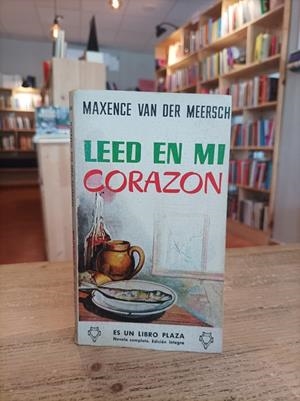 MAXENCE VAN DER MEERSCH
LEED EN MI
CORAZON
ES UN LIBRO PLAZA
Novela completa. Edición íntegra